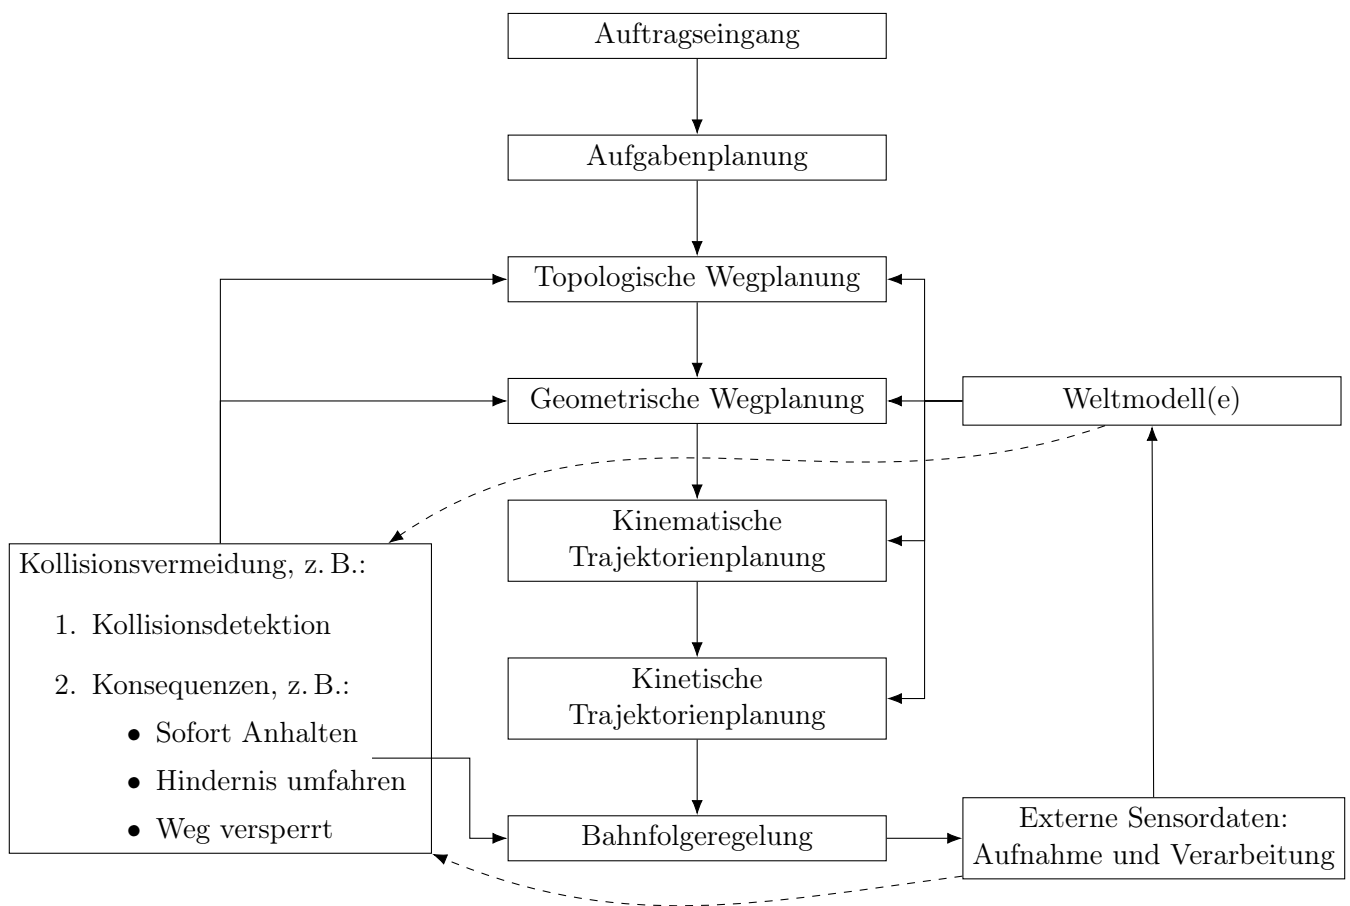 Auftragseingang
Aufgabenplanung
Topologische Wegplanung
Geometrische Wegplanung
Weltmodell(e)
Kinematische
Trajektorienplanung
Kollisionsvermeidung, z. B.:
1. Kollisionsdetektion
2. Konsequenzen, z. B.:
• Sofort Anhalten
• Hindernis umfahren
• Weg versperrt
Kinetische
Trajektorienplanung
Bahnfolgeregelung
Externe Sensordaten:
Aufnahme und Verarbeitung